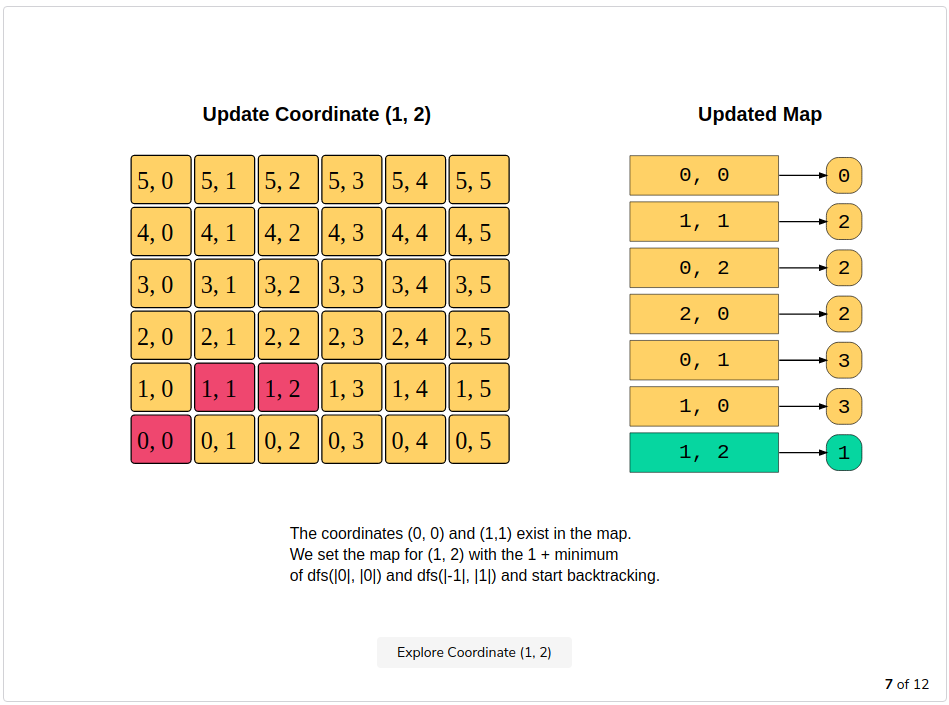 Update Coordinate (1, 2)
Updated Map
5, 0 5, 1 5, 2 5, 3 5, 4 5, 5
4, 0 4, 1 4, 2 4, 3 4, 4 4, 5
3, 0 3, 1 3, 2 3, 3 3, 4 3, 5
2, 0 2, 1 2, 2 2, 3 2, 4 2, 5
1, 0 1, 1 1, 2 1, 3 1, 4 1, 5
0, 0 0, 1 0, 2 0, 3 0, 4 0, 5
0, 0 0
1, 1 2
0, 2 2
2, 0 2
0, 1 3
1, 0 3
1, 2 1
The coordinates (0, 0) and (1,1) exist in the map.
We set the map for (1, 2) with the 1 + minimum
of dfs(|0|, |0|) and dfs(|-1|, |1|) and start backtracking.
Explore Coordinate (1, 2)
7 of 12